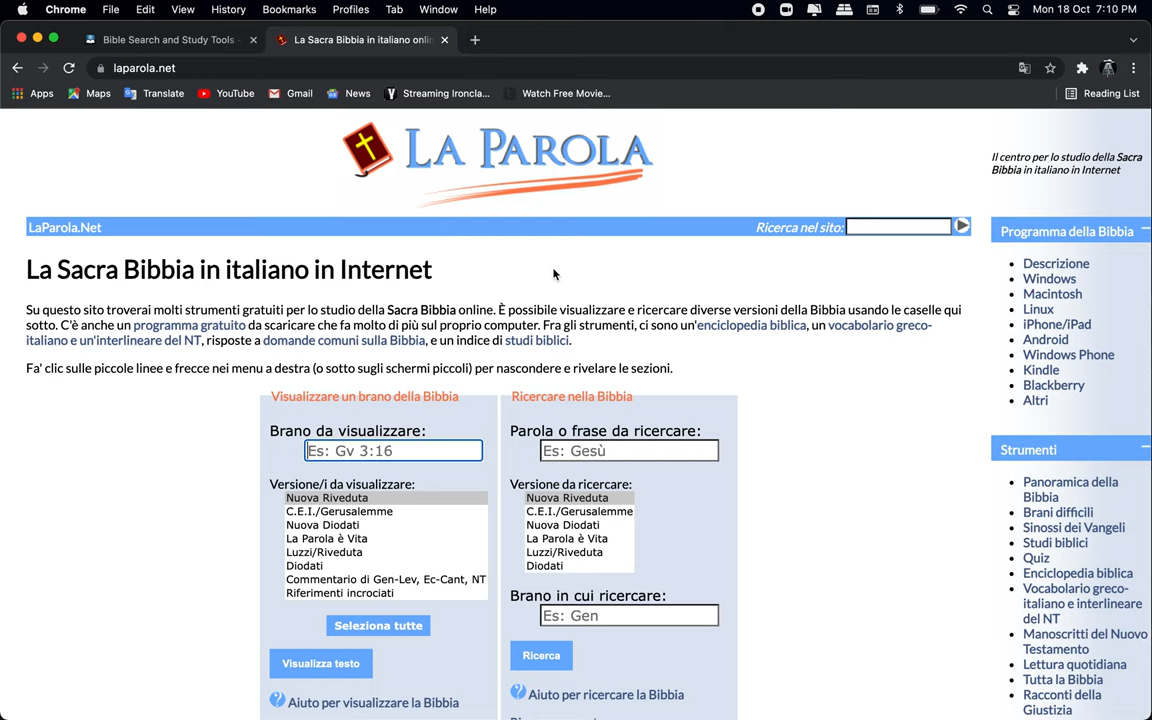 Chrome File Edit View History Bookmarks Profiles Tab Window Help Mon 18 Oct 7:10 PM
Bible Search and Study Tools - La Sacra Bibbia in italiano onlin
laparola.net
Apps Maps Translate YouTube Gmail News Streaming Ironcla... Watch Free Movie... Reading List
LA PAROLA
Il centro per lo studio della Sacra
Bibbia in italiano in Internet
LaParola.Net Ricerca nel sito:
La Sacra Bibbia in italiano in Internet
Su questo sito troverai molti strumenti gratuiti per lo studio della Sacra Bibbia online. È possibile visualizzare e ricercare diverse versioni della Bibbia usando le caselle qui
sotto. C'è anche un programma gratuito da scaricare che fa molto di più sul proprio computer. Fra gli strumenti, ci sono un'enciclopedia biblica, un vocabolario greco-
italiano e un'interlineare del NT, risposte a domande comuni sulla Bibbia, e un indice di studi biblici.
Fa' clic sulle piccole linee e frecce nei menu a destra (o sotto sugli schermi piccoli) per nascondere e rivelare le sezioni.
Visualizzare un brano della Bibbia
Brano da visualizzare:
Es: Gv 3:16
Versione/i da visualizzare:
Nuova Riveduta
C.E.I./Gerusalemme
Nuova Diodati
La Parola è Vita
Luzzi/Riveduta
Diodati
Commentario di Gen-Lev, Ec-Cant, NT
Riferimenti incrociati
Seleziona tutte
Visualizza testo
Aiuto per visualizzare la Bibbia
Ricercare nella Bibbia
Parola o frase da ricercare:
Es: Gesù
Versione da ricercare:
Nuova Riveduta
C.E.I./Gerusalemme
Nuova Diodati
La Parola è Vita
Luzzi/Riveduta
Diodati
Brano in cui ricercare:
Es: Gen
Ricerca
Aiuto per ricercare la Bibbia
Programma della Bibbia
Descrizione
Windows
Macintosh
Linux
iPhone/iPad
Android
Windows Phone
Kindle
Blackberry
Altri
Strumenti
Panoramica della
Bibbia
Brani difficili
Sinossi dei Vangeli
Studi biblici
Quiz
Enciclopedia biblica
Vocabolario greco-
italiano e interlineare
del NT
Manoscritti del Nuovo
Testamento
Lettura quotidiana
Tutta la Bibbia
Racconti della
Giustizia